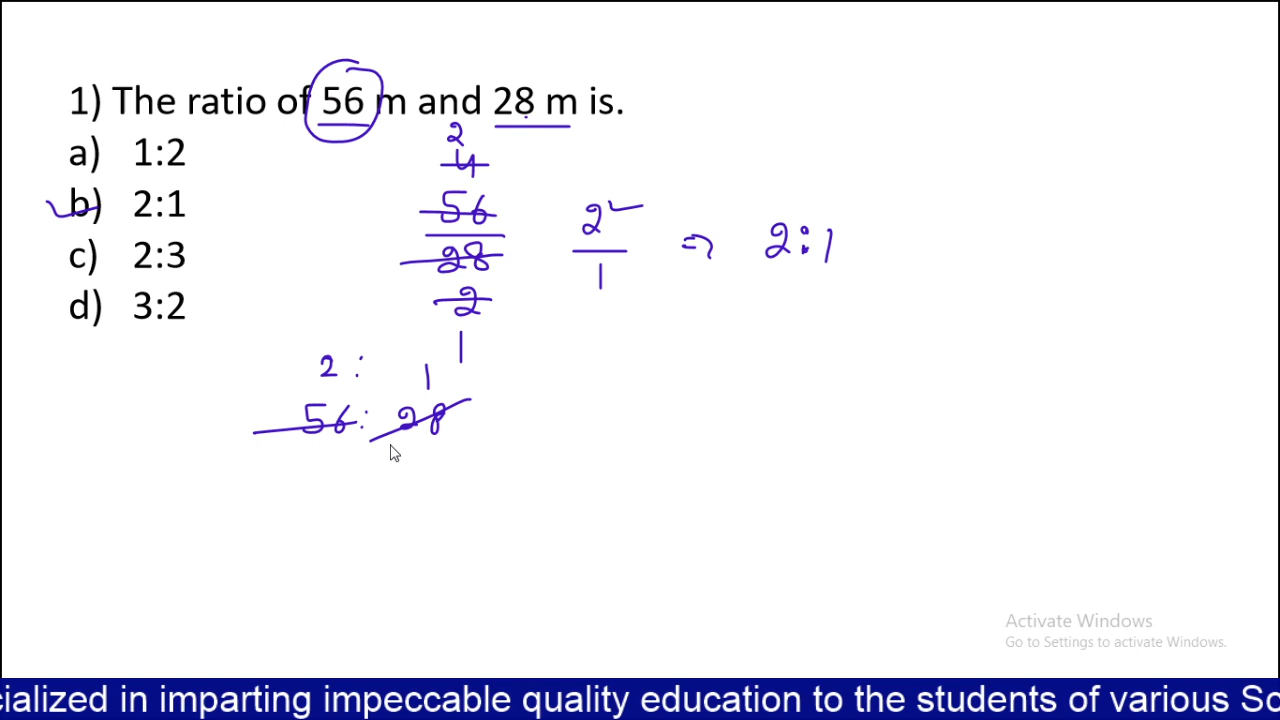 1) The ratio of 56 m and 28 m is.
a) 1:2
b) 2:1
c) 2:3
d) 3:2
2
4
56
28
2
1
2
1
⇒ 2:1
2 : 1
56 : 28
Activate Windows
Go to Settings to activate Windows.
cialized in imparting impeccable quality education to the students of various Sc